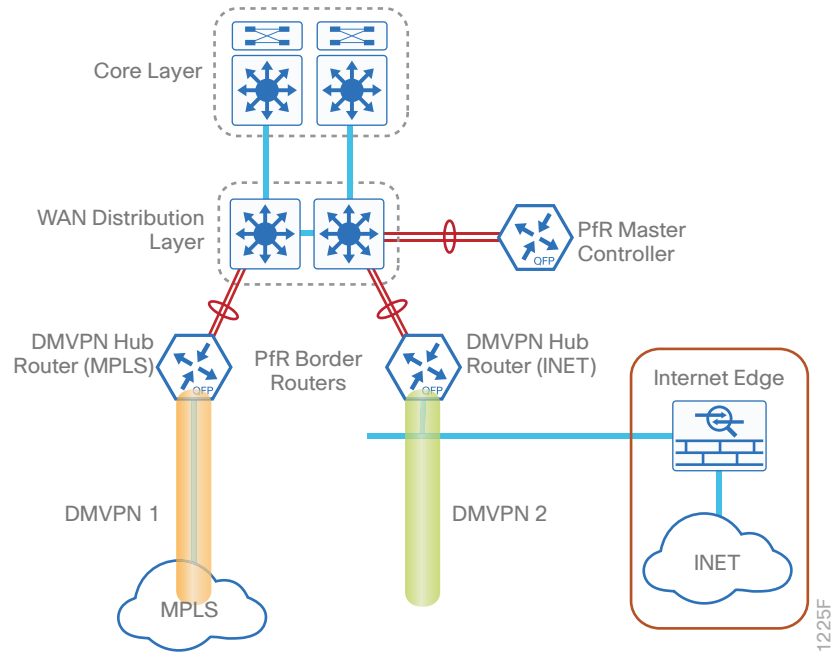 Core Layer
WAN Distribution
Layer
PfR Master
Controller
QFP
DMVPN Hub
Router (MPLS)
QFP
PfR Border
Routers
DMVPN Hub
Router (INET)
QFP
Internet Edge
DMVPN 1
DMVPN 2
INET
MPLS
1225F